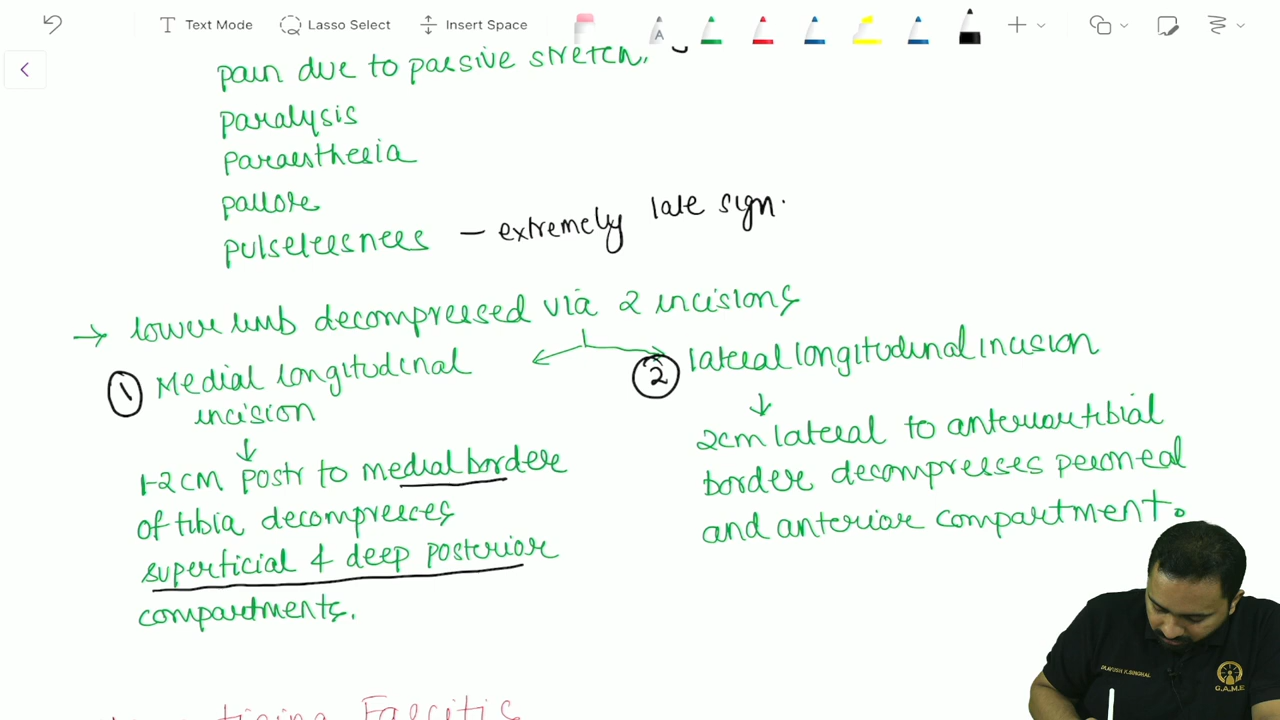 Text Mode
Lasso Select
Insert Space
A
pain due to passive stretch.
paralysis
paraesthesia
pallore
pulselessness – extremely late sign.
→ lower limb decompressed via 2 incisions
① Medial longitudinal
incision
1-2cm postr to medial border
of tibia decompresses
superficial & deep posterior
compartments.
② lateral longitudinal incision
2cm lateral to anterior tibial
border decompresses peroneal
and anterior compartment.
Fascitis
G.A.M.E